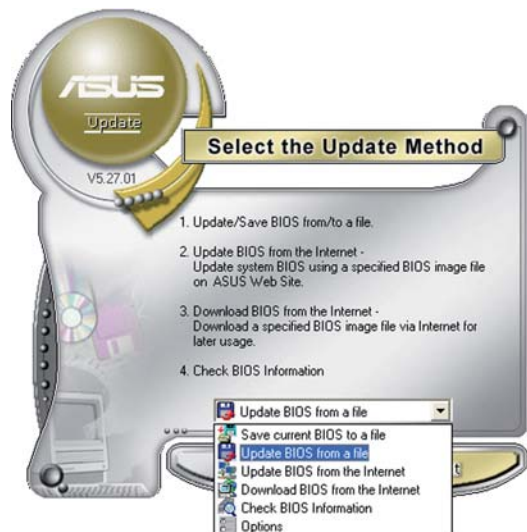 ASUS
Update
V5.27.01
Select the Update Method
1. Update/Save BIOS from/to a file.
2. Update BIOS from the Internet -
Update system BIOS using a specified BIOS image file
on ASUS Web Site.
3. Download BIOS from the Internet -
Download a specified BIOS image file via Internet for
later usage.
4. Check BIOS Information
Update BIOS from a file
Save current BIOS to a file
Update BIOS from a file
Update BIOS from the Internet
Download BIOS from the Internet
Check BIOS Information
Options